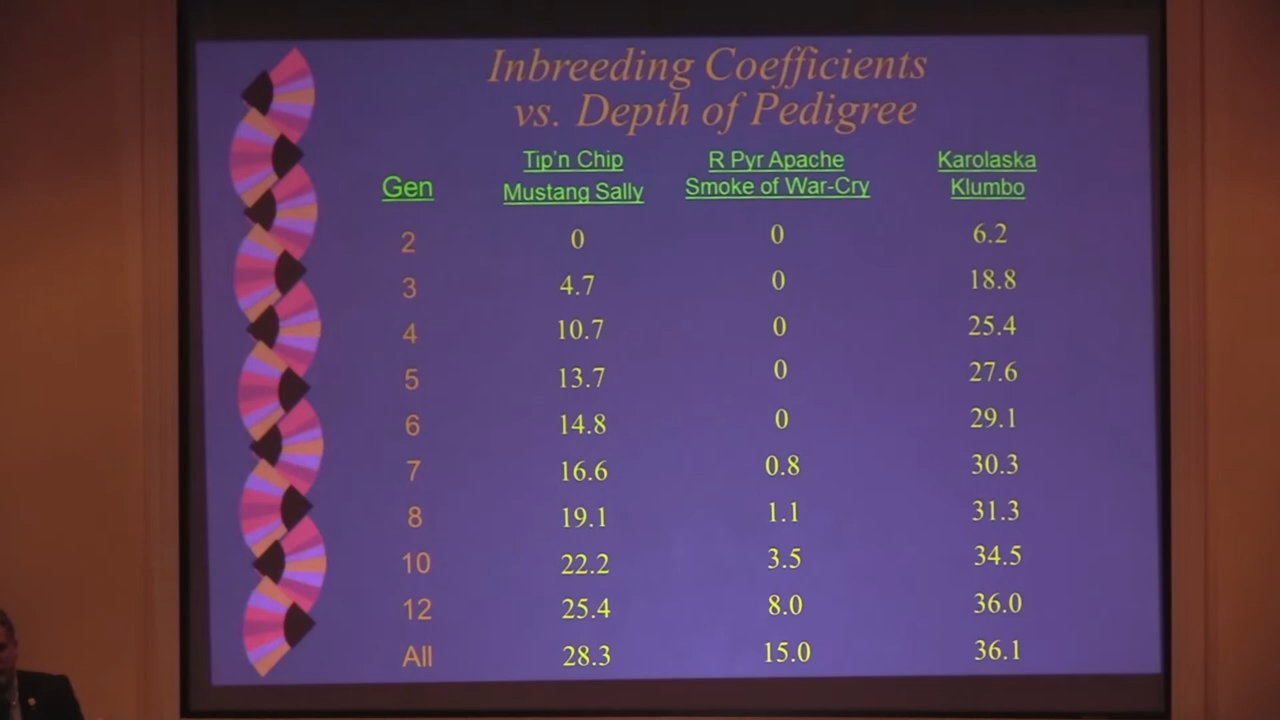 Inbreeding Coefficients
vs. Depth of Pedigree
Gen Tip'n Chip Mustang Sally R Pyr Apache Smoke of War-Cry Karolaska Klumbo
2 0 0 6.2
3 4.7 0 18.8
4 10.7 0 25.4
5 13.7 0 27.6
6 14.8 0 29.1
7 16.6 0.8 30.3
8 19.1 1.1 31.3
10 22.2 3.5 34.5
12 25.4 8.0 36.0
All 28.3 15.0 36.1